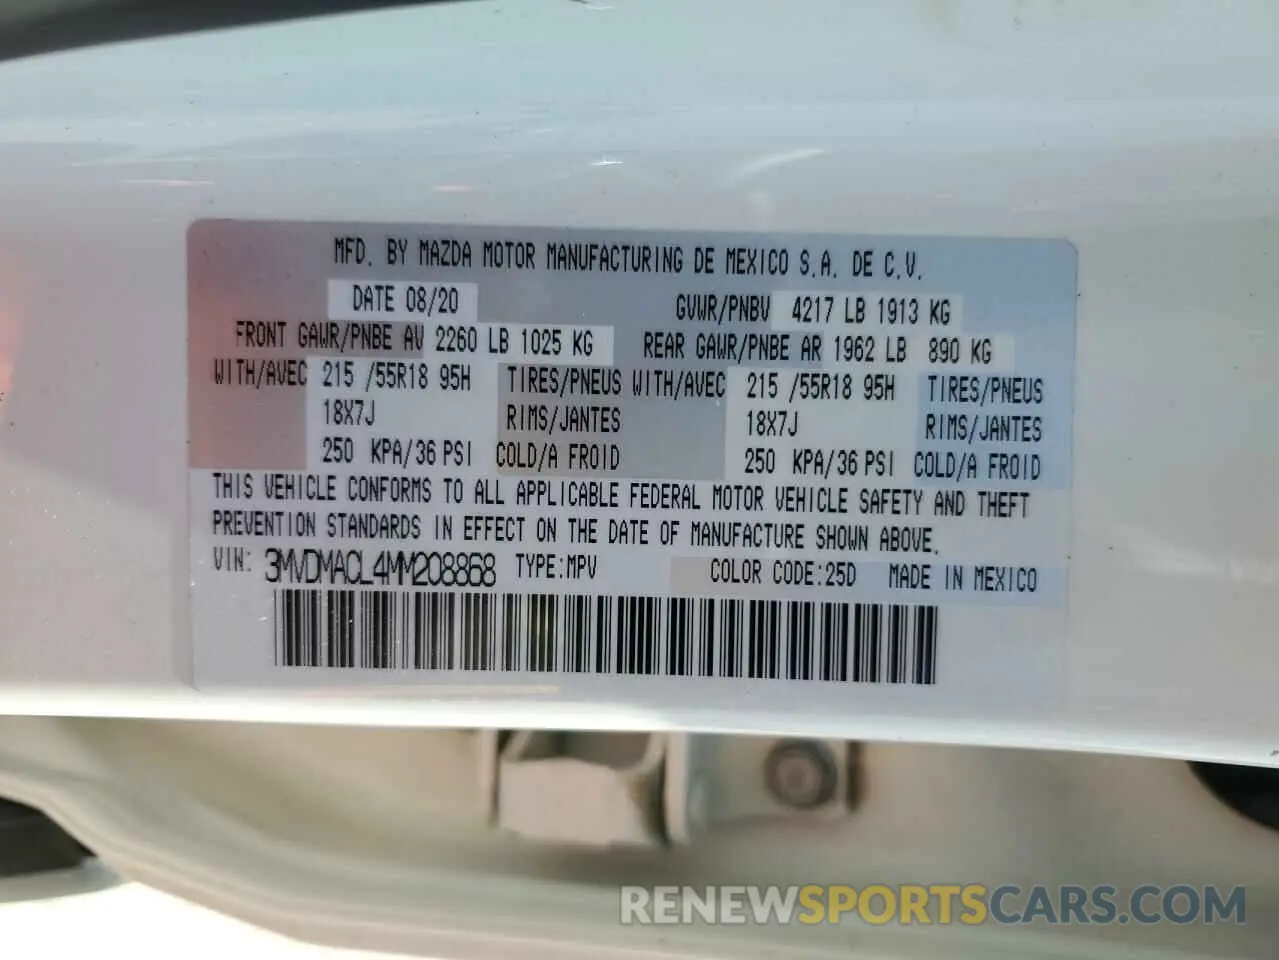 MFD. BY MAZDA MOTOR MANUFACTURING DE MEXICO S.A. DE C.V.
DATE 08/20 GVWR/PNBV 4217 LB 1913 KG
FRONT GAWR/PNBE AV 2260 LB 1025 KG REAR GAWR/PNBE AR 1962 LB 890 KG
WITH/AVEC 215 /55R18 95H TIRES/PNEUS WITH/AVEC 215 /55R18 95H TIRES/PNEUS
18X7J RIMS/JANTES 18X7J RIMS/JANTES
250 KPA/36 PSI COLD/A FROID 250 KPA/36 PSI COLD/A FROID
THIS VEHICLE CONFORMS TO ALL APPLICABLE FEDERAL MOTOR VEHICLE SAFETY AND THEFT
PREVENTION STANDARDS IN EFFECT ON THE DATE OF MANUFACTURE SHOWN ABOVE.
VIN: 3MVDMACL4MM208868 TYPE:MPV COLOR CODE:25D MADE IN MEXICO
RENEWSPORTSCARS.COM